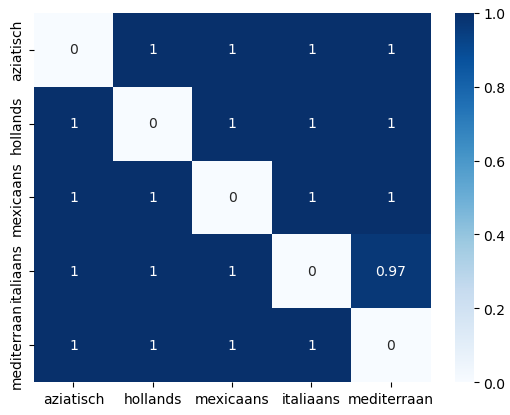 aziatisch 0 1 1 1 1
hollands 1 0 1 1 1
mexicaans 1 1 0 1 1
italiaans 1 1 1 0 0.97
mediterraan 1 1 1 1 0
aziatisch hollands mexicaans italiaans mediterraan
1.0
0.8
0.6
0.4
0.2
0.0